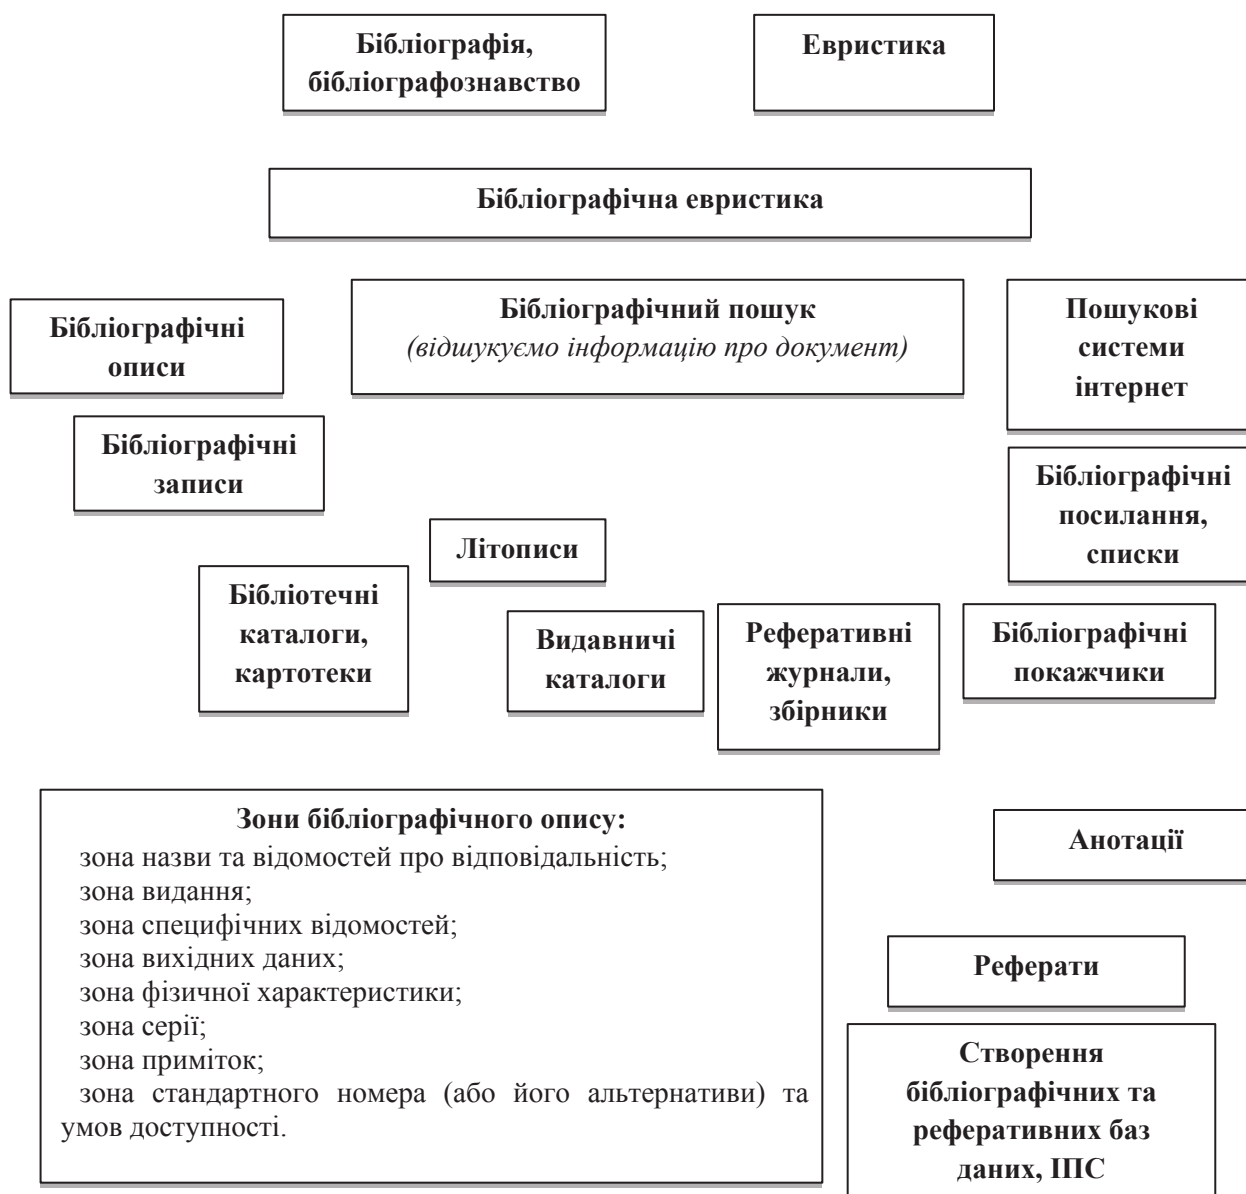 Бібліографія,
бібліографознавство
Евристика
Бібліографічна евристика
Бібліографічні
описи
Бібліографічний пошук
(відшукуємо інформацію про документ)
Пошукові
системи
інтернет
Бібліографічні
записи
Бібліографічні
посилання,
списки
Літописи
Бібліотечні
каталоги,
картотеки
Видавничі
каталоги
Реферативні
журнали,
збірники
Бібліографічні
покажчики
Зони бібліографічного опису:
зона назви та відомостей про відповідальність;
зона видання;
зона специфічних відомостей;
зона вихідних даних;
зона фізичної характеристики;
зона серії;
зона приміток;
зона стандартного номера (або його альтернативи) та
умов доступності.
Анотації
Реферати
Створення
бібліографічних та
реферативних баз
даних, ІПС